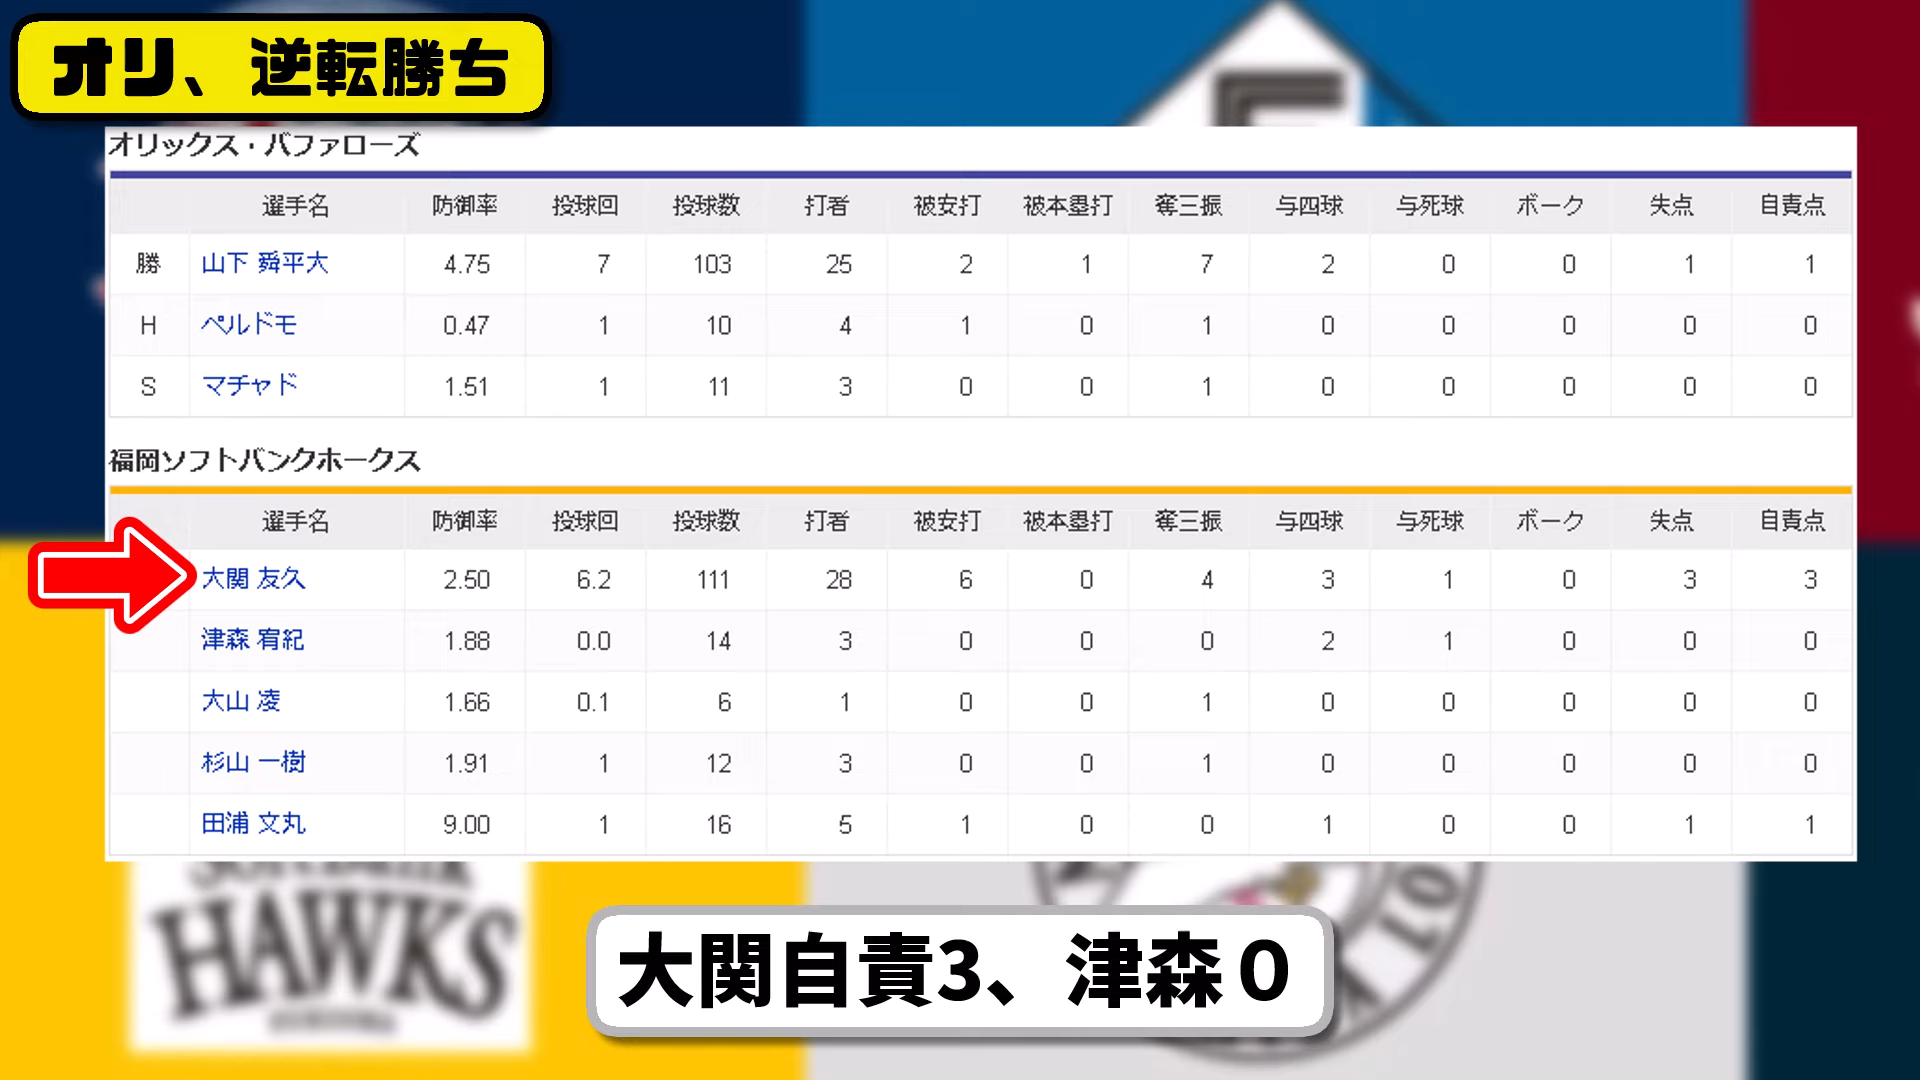 オリ、逆転勝ち
オリックス・バファローズ
選手名 防御率 投球回 投球数 打者 被安打 被本塁打 奪三振 与四球 与死球 ボーク 失点 自責点
勝 山下 舜平大 4.75 7 103 25 2 1 7 2 0 0 1 1
H ペルドモ 0.47 1 10 4 1 0 1 0 0 0 0 0
S マチャド 1.51 1 11 3 0 0 1 0 0 0 0 0
福岡ソフトバンクホークス
選手名 防御率 投球回 投球数 打者 被安打 被本塁打 奪三振 与四球 与死球 ボーク 失点 自責点
大関 友久 2.50 6.2 111 28 6 0 4 3 1 0 3 3
津森 宥紀 1.88 0.0 14 3 0 0 0 2 1 0 0 0
大山 凌 1.66 0.1 6 1 0 0 1 0 0 0 0 0
杉山 一樹 1.91 1 12 3 0 0 1 0 0 0 0 0
田浦 文丸 9.00 1 16 5 1 0 0 1 0 0 1 1
HAWKS
大関自責3、津森０